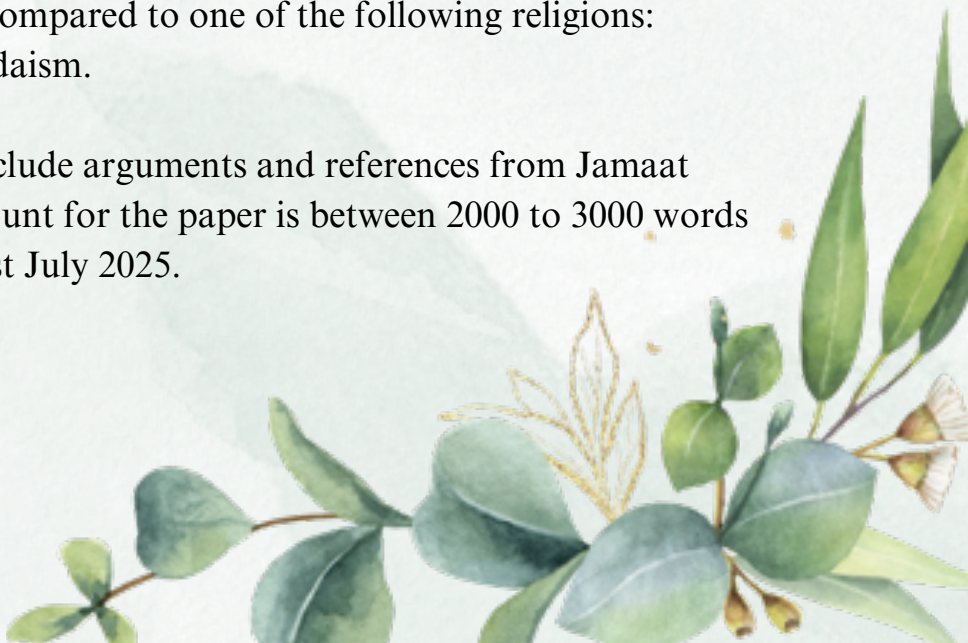 ompared to one of the following religions:
daism.
clude arguments and references from Jamaat
unt for the paper is between 2000 to 3000 words
st July 2025.